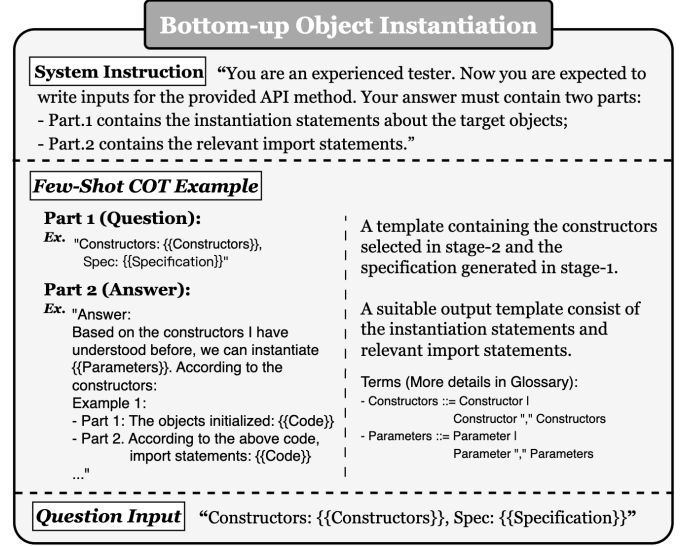 Bottom-up Object Instantiation
System Instruction “You are an experienced tester. Now you are expected to
write inputs for the provided API method. Your answer must contain two parts:
- Part.1 contains the instantiation statements about the target objects;
- Part.2 contains the relevant import statements.”
Few-Shot COT Example
Part 1 (Question):
Ex. "Constructors: {{Constructors}},
Spec: {{Specification}}"
Part 2 (Answer):
Ex. "Answer:
Based on the constructors I have
understood before, we can instantiate
{{Parameters}}. According to the
constructors:
Example 1:
- Part 1: The objects initialized: {{Code}}
- Part 2. According to the above code,
import statements: {{Code}}
..."
A template containing the constructors
selected in stage-2 and the
specification generated in stage-1.
A suitable output template consist of
the instantiation statements and
relevant import statements.
Terms (More details in Glossary):
- Constructors ::= Constructor |
Constructor "," Constructors
- Parameters ::= Parameter |
Parameter "," Parameters
Question Input “Constructors: {{Constructors}}, Spec: {{Specification}}”